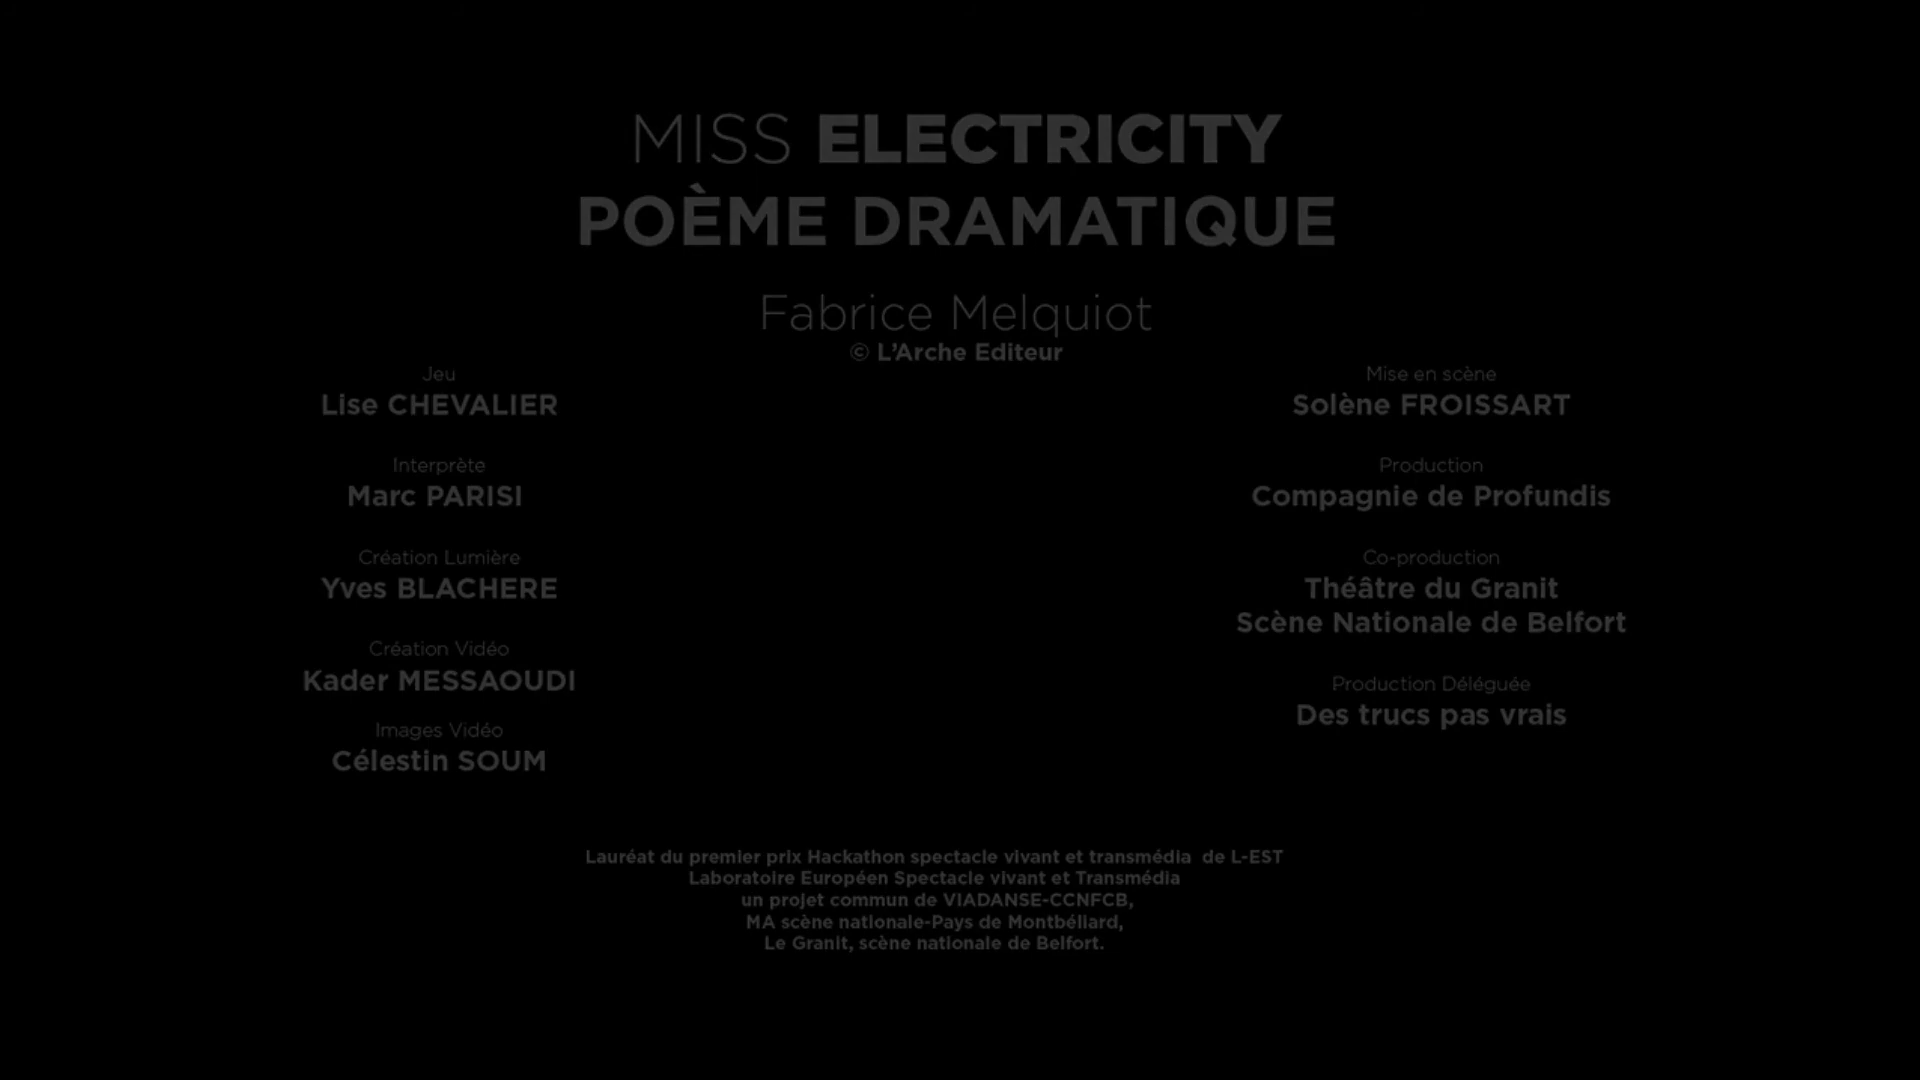 MISS ELECTRICITY
POÈME DRAMATIQUE
Fabrice Melquiot
© L’Arche Editeur
Jeu
Lise CHEVALIER
Interprète
Marc PARISI
Création Lumière
Yves BLACHERE
Création Vidéo
Kader MESSAOUDI
Images Vidéo
Célestin SOUM
Mise en scène
Solène FROISSART
Production
Compagnie de Profundis
Co-production
Théâtre du Granit
Scène Nationale de Belfort
Production Déléguée
Des trucs pas vrais
Lauréat du premier prix Hackathon spectacle vivant et transmédia de L-EST
Laboratoire Européen Spectacle vivant et Transmédia
un projet commun de VIADANSE-CCNFCB,
MA scène nationale-Pays de Montbéliard,
Le Granit, scène nationale de Belfort.